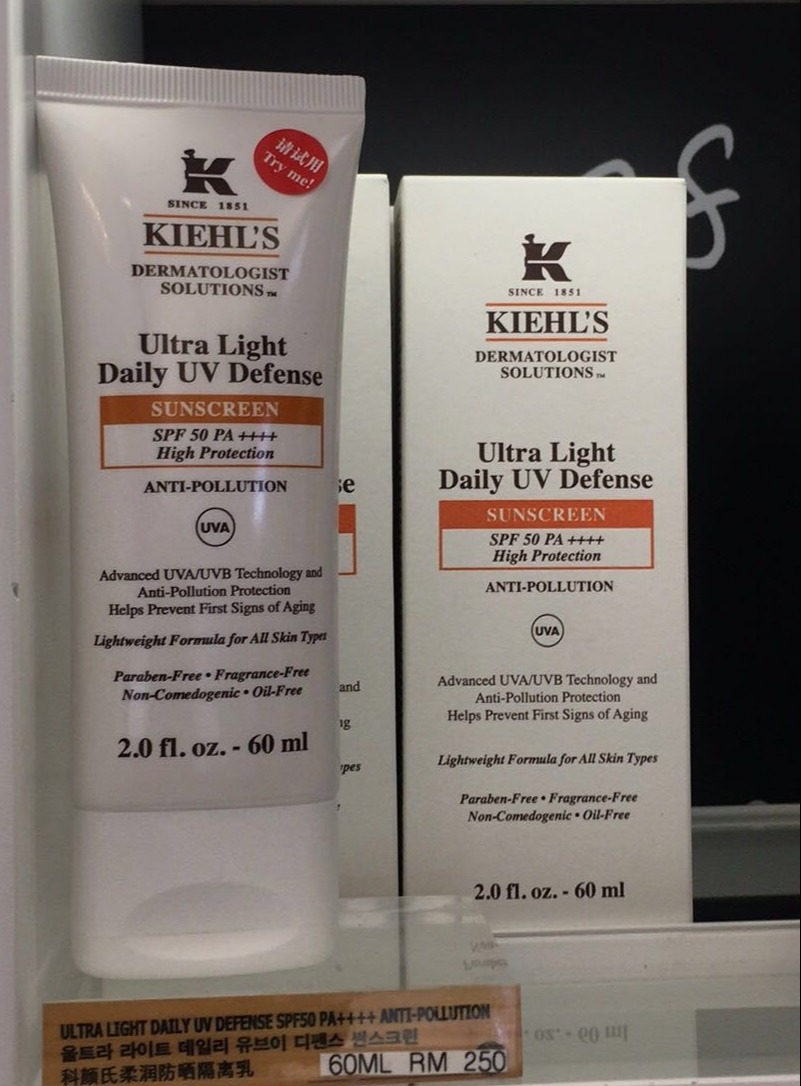 请试用
Try me!
K
SINCE 1851
KIEHL'S
DERMATOLOGIST
SOLUTIONS™
Ultra Light
Daily UV Defense
SUNSCREEN
SPF 50 PA ++++
High Protection
ANTI-POLLUTION
UVA
Advanced UVA/UVB Technology and
Anti-Pollution Protection
Helps Prevent First Signs of Aging
Lightweight Formula for All Skin Types
Paraben-Free • Fragrance-Free
Non-Comedogenic • Oil-Free
2.0 fl. oz. - 60 ml
se
and
ng
ypes
K
SINCE 1851
KIEHL'S
DERMATOLOGIST
SOLUTIONS™
Ultra Light
Daily UV Defense
SUNSCREEN
SPF 50 PA ++++
High Protection
ANTI-POLLUTION
UVA
Advanced UVA/UVB Technology and
Anti-Pollution Protection
Helps Prevent First Signs of Aging
Lightweight Formula for All Skin Types
Paraben-Free • Fragrance-Free
Non-Comedogenic • Oil-Free
2.0 fl. oz. - 60 ml
ULTRA LIGHT DAILY UV DEFENSE SPF50 PA++++ ANTI-POLLUTION
울트라 라이트 데일리 유브이 디펜스 썬스크린
科颜氏柔润防晒隔离乳
60ML RM 250